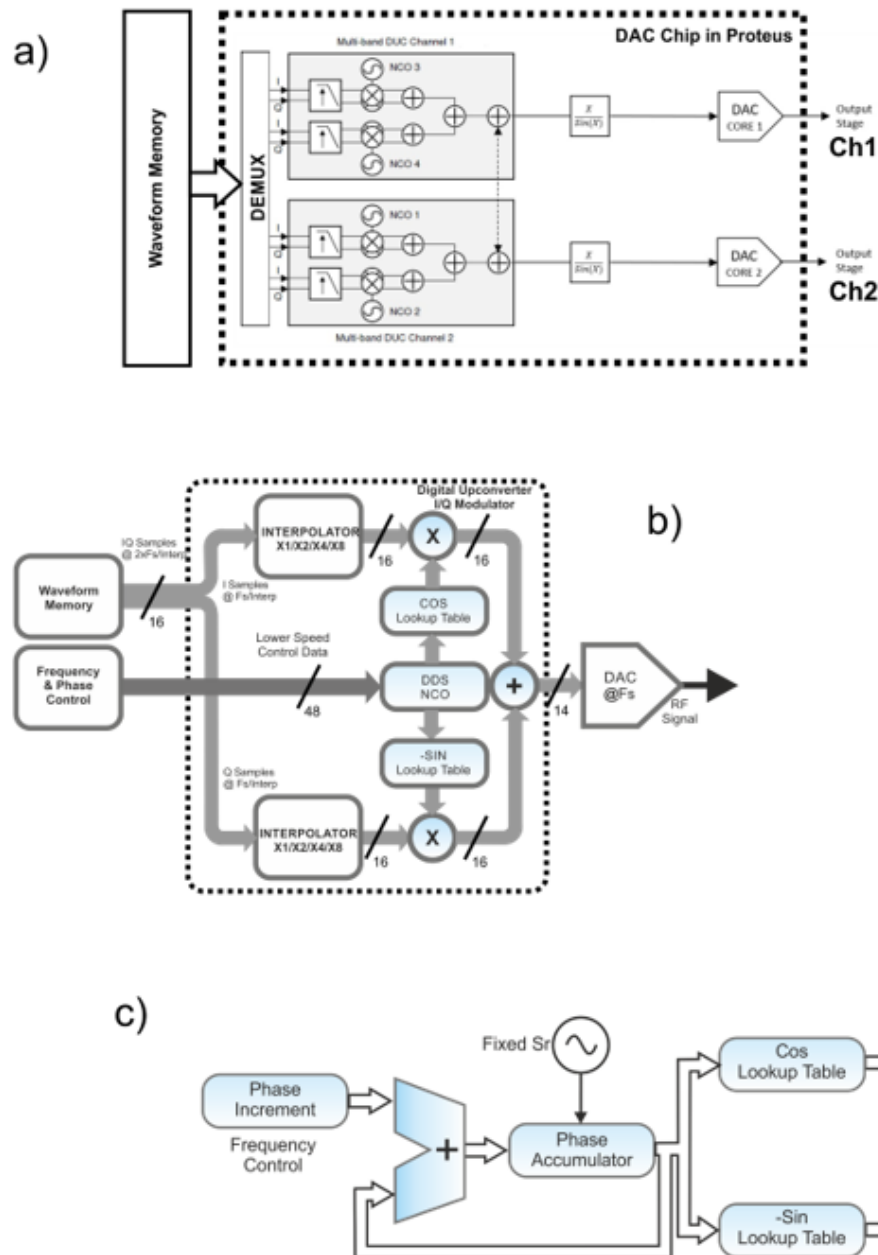 a)
Waveform Memory
DAC Chip in Proteus
Multi-band DUC Channel 1
NCO 3
I
Q
I
Q
NCO 4
DEMUX
X
Sin(X)
DAC
CORE 1
Output
Stage
Ch1
NCO 1
I
Q
I
Q
NCO 2
Multi-band DUC Channel 2
X
Sin(X)
DAC
CORE 2
Output
Stage
Ch2
b)
Digital Upconverter
I/Q Modulator
IQ Samples
@ 2xFs/Interp
Waveform
Memory
16
I Samples
@ Fs/Interp
INTERPOLATOR
X1/X2/X4/X8
16
X
16
COS
Lookup Table
Frequency
& Phase
Control
Lower Speed
Control Data
48
DDS
NCO
+
14
DAC
@Fs
RF
Signal
-SIN
Lookup Table
Q Samples
@ Fs/Interp
INTERPOLATOR
X1/X2/X4/X8
16
X
16
c)
Fixed Sr
Phase
Increment
Frequency
Control
+
Phase
Accumulator
Cos
Lookup Table
-Sin
Lookup Table